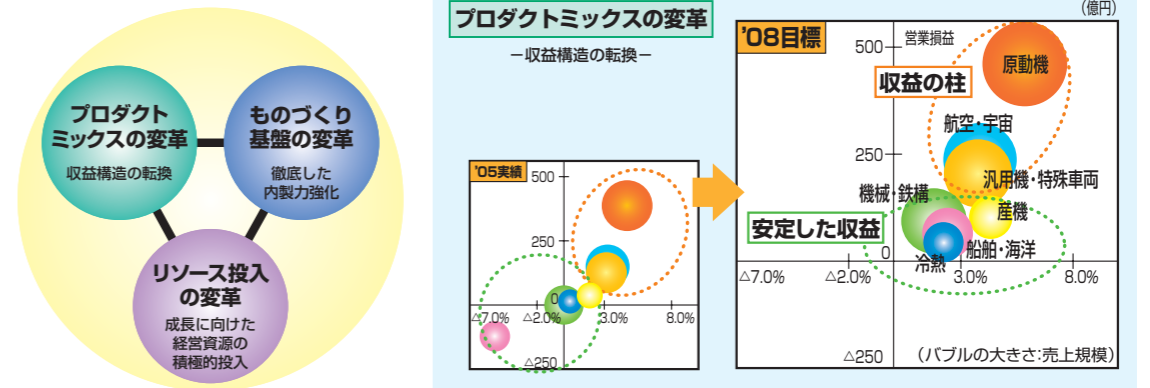 プロダクト
ミックスの変革
収益構造の転換
ものづくり
基盤の変革
徹底した
内製力強化
リソース投入
の変革
成長に向けた
経営資源の
積極的投入
プロダクトミックスの変革
−収益構造の転換−
'05実績
500
250
0
△7.0%
△2.0%
3.0%
8.0%
△250
(億円)
'08目標
営業損益
500
原動機
収益の柱
航空・宇宙
250
汎用機・特殊車両
機械・鉄構
産機
安定した収益
船舶・海洋
0
冷熱
△7.0%
△2.0%
3.0%
8.0%
△250
(バブルの大きさ:売上規模)